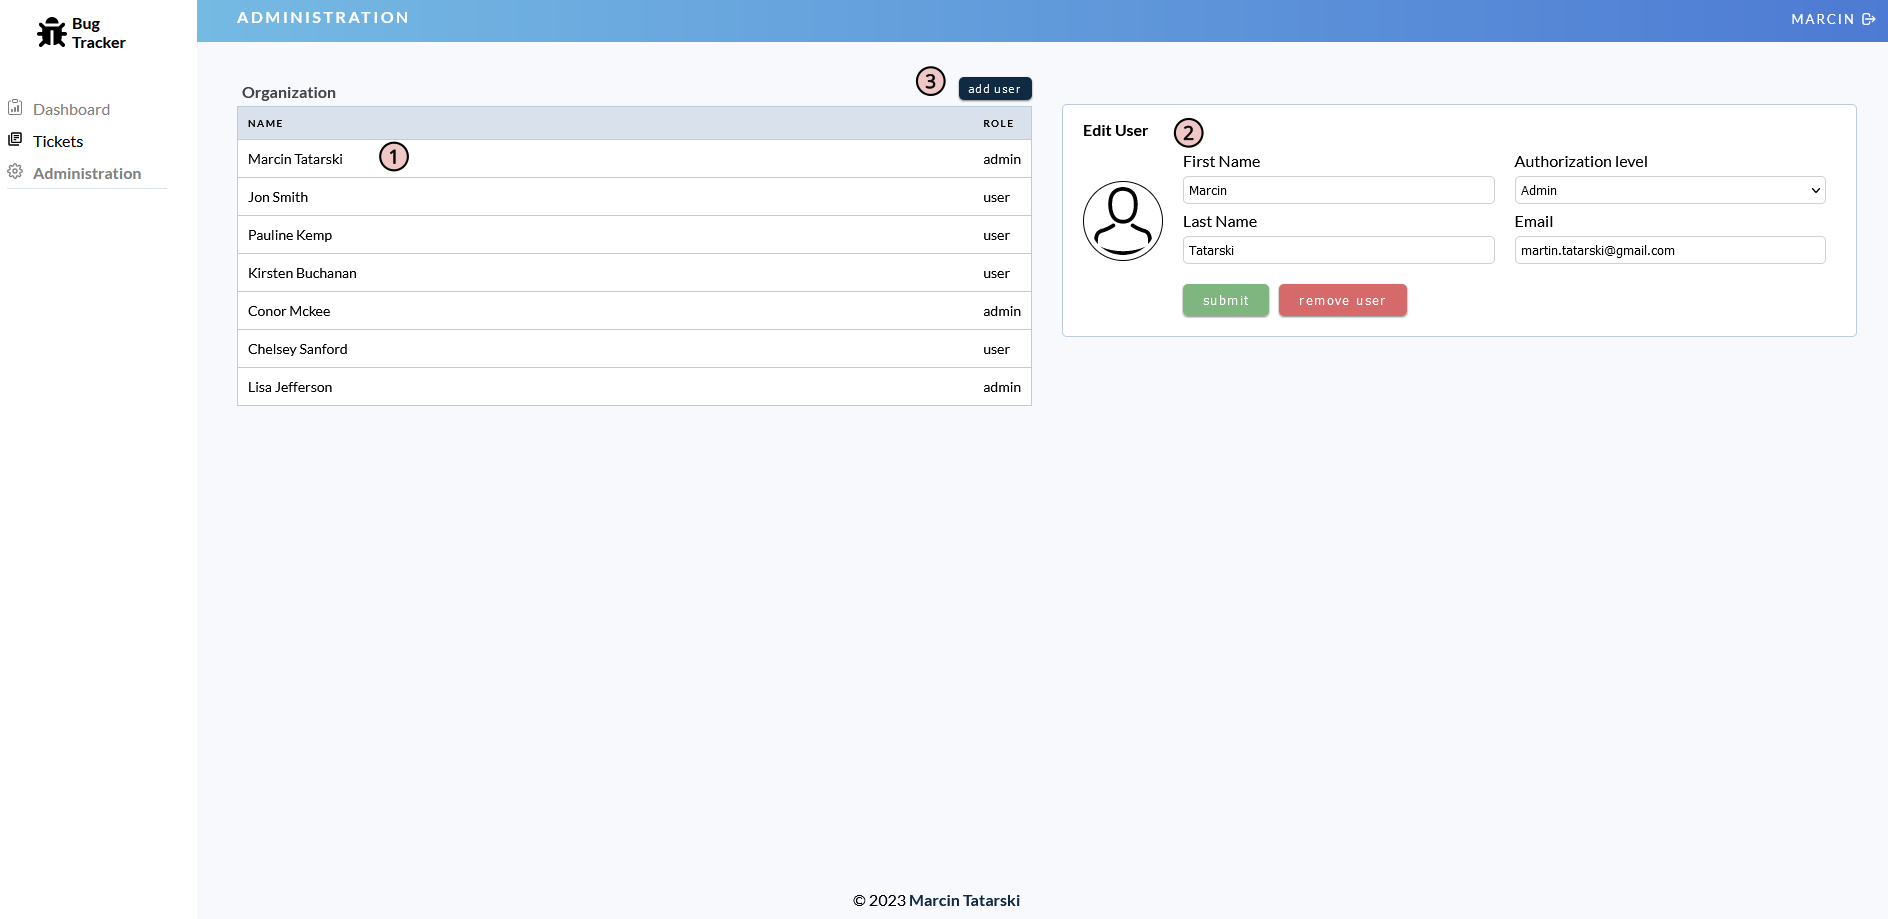 Bug
Tracker
ADMINISTRATION
MARCIN
Dashboard
Tickets
Administration
Organization
3
add user
NAME ROLE
Marcin Tatarski 1 admin
Jon Smith user
Pauline Kemp user
Kirsten Buchanan user
Conor Mckee admin
Chelsey Sanford user
Lisa Jefferson admin
Edit User 2
First Name Authorization level
Marcin Admin
Last Name Email
Tatarski martin.tatarski@gmail.com
submit remove user
© 2023 Marcin Tatarski